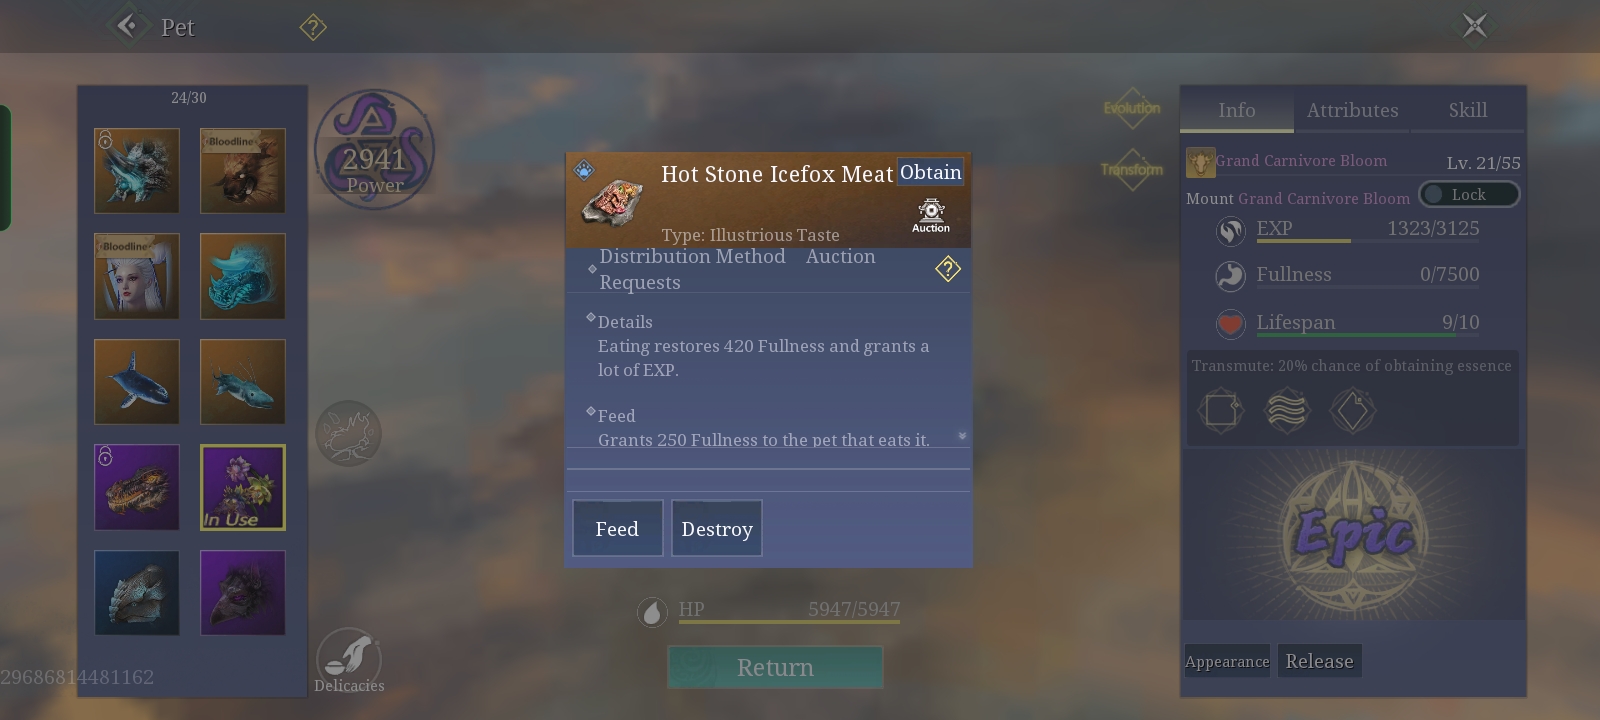 Pet
?
24/30
Bloodline
Bloodline
In Use
2941
Power
Delicacies
29686814481162
Hot Stone Icefox Meat
Obtain
Auction
Type: Illustrious Taste
Distribution Method Auction
Requests
?
Details
Eating restores 420 Fullness and grants a
lot of EXP.
Feed
Grants 250 Fullness to the pet that eats it.
Feed
Destroy
HP 5947/5947
Return
Evolution
Transform
Info Attributes Skill
Grand Carnivore Bloom Lv. 21/55
Mount Grand Carnivore Bloom Lock
EXP 1323/3125
Fullness 0/7500
Lifespan 9/10
Transmute: 20% chance of obtaining essence
Epic
Appearance Release